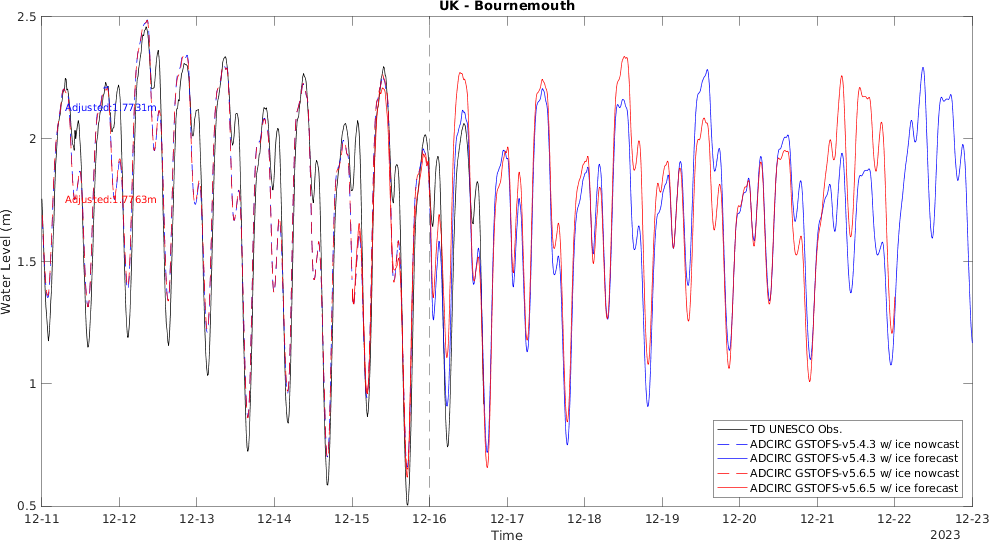 UK - Bournemouth
2.5
2
1.5
1
0.5
Water Level (m)
Adjusted:1.7731m
Adjusted:1.7763m
TD UNESCO Obs.
ADCIRC GSTOFS-v5.4.3 w/ ice nowcast
ADCIRC GSTOFS-v5.4.3 w/ ice forecast
ADCIRC GSTOFS-v5.6.5 w/ ice nowcast
ADCIRC GSTOFS-v5.6.5 w/ ice forecast
12-11 12-12 12-13 12-14 12-15 12-16 12-17 12-18 12-19 12-20 12-21 12-22 12-23
Time
2023